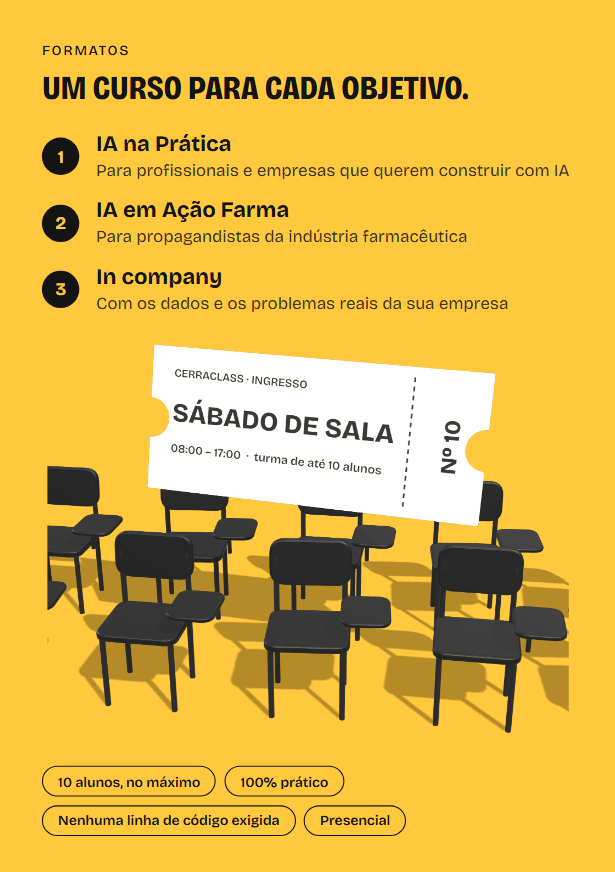 FORMATOS
UM CURSO PARA CADA OBJETIVO.
1
IA na Prática
Para profissionais e empresas que querem construir com IA
2
IA em Ação Farma
Para propagandistas da indústria farmacêutica
3
In company
Com os dados e os problemas reais da sua empresa
CERRACLASS · INGRESSO
SÁBADO DE SALA
08:00 – 17:00 · turma de até 10 alunos
Nº 10
10 alunos, no máximo
100% prático
Nenhuma linha de código exigida
Presencial